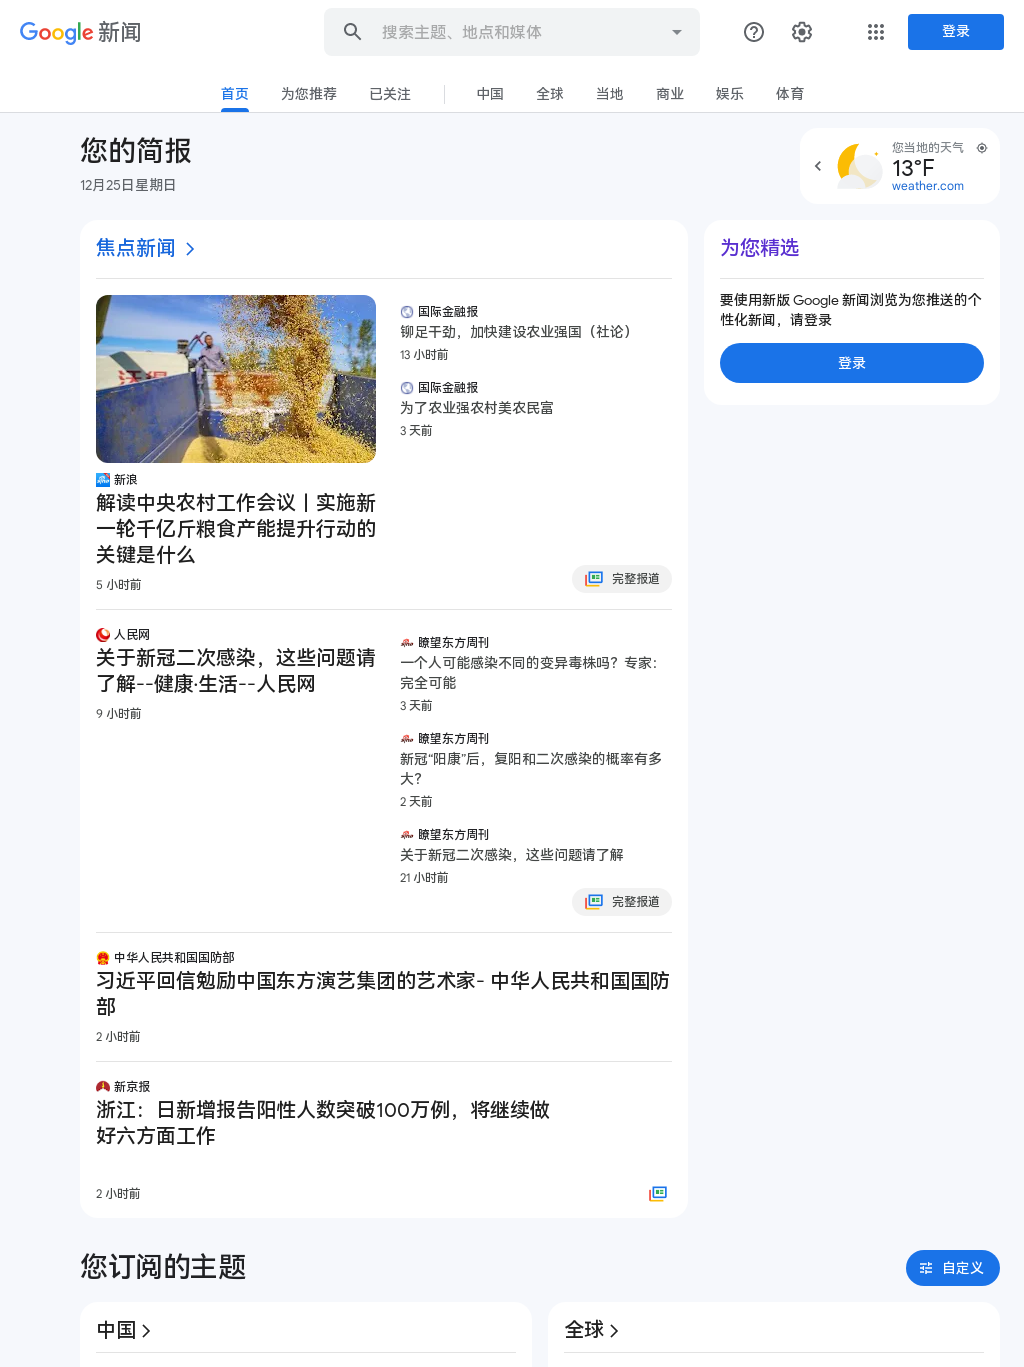 Google 新闻
搜索主题、地点和媒体
登录
首页 为您推荐 已关注 中国 全球 当地 商业 娱乐 体育
您的简报
12月25日星期日
您当地的天气
13°F
weather.com
焦点新闻
新浪
解读中央农村工作会议丨实施新
一轮千亿斤粮食产能提升行动的
关键是什么
5 小时前
国际金融报
铆足干劲，加快建设农业强国（社论）
13 小时前
国际金融报
为了农业强农村美农民富
3 天前
完整报道
人民网
关于新冠二次感染，这些问题请
了解--健康·生活--人民网
9 小时前
瞭望东方周刊
一个人可能感染不同的变异毒株吗？专家：
完全可能
3 天前
瞭望东方周刊
新冠“阳康”后，复阳和二次感染的概率有多
大？
2 天前
瞭望东方周刊
关于新冠二次感染，这些问题请了解
21 小时前
完整报道
中华人民共和国国防部
习近平回信勉励中国东方演艺集团的艺术家- 中华人民共和国国防
部
2 小时前
新京报
浙江：日新增报告阳性人数突破100万例，将继续做
好六方面工作
2 小时前
为您精选
要使用新版 Google 新闻浏览为您推送的个
性化新闻，请登录
登录
您订阅的主题
自定义
中国
全球